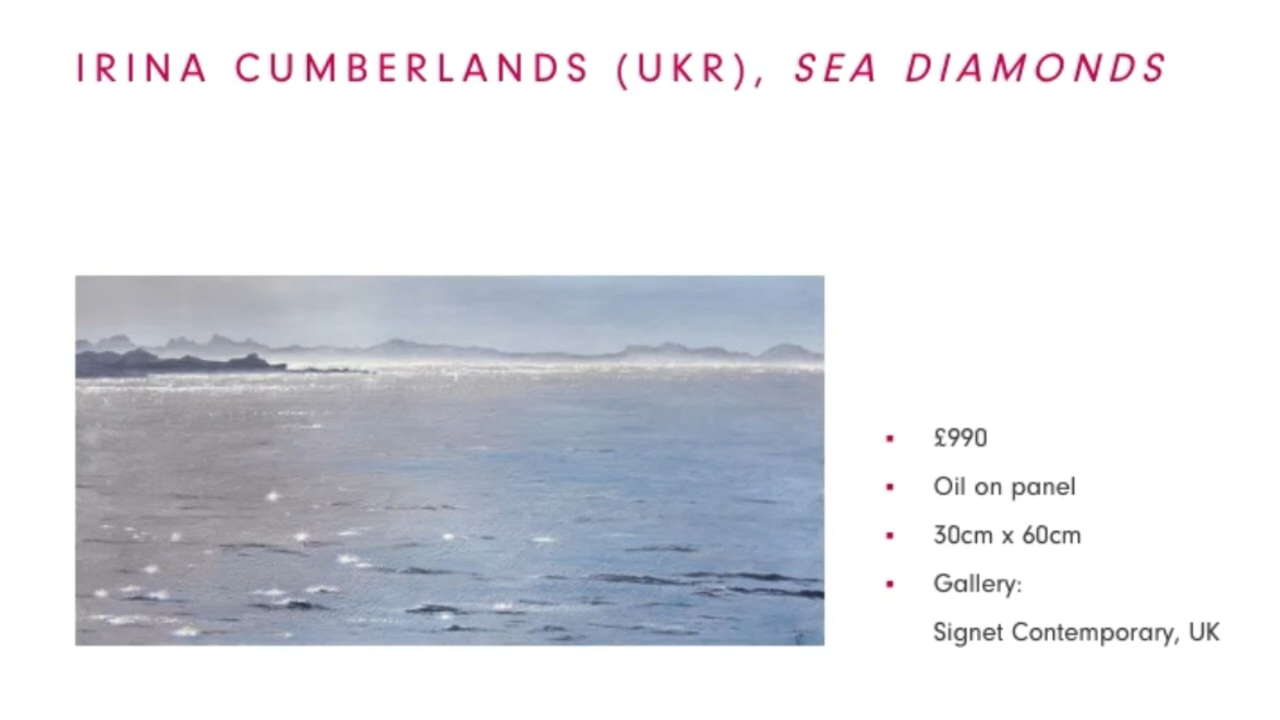 IRINA CUMBERLANDS (UKR), SEA DIAMONDS
£990
Oil on panel
30cm x 60cm
Gallery:
Signet Contemporary, UK